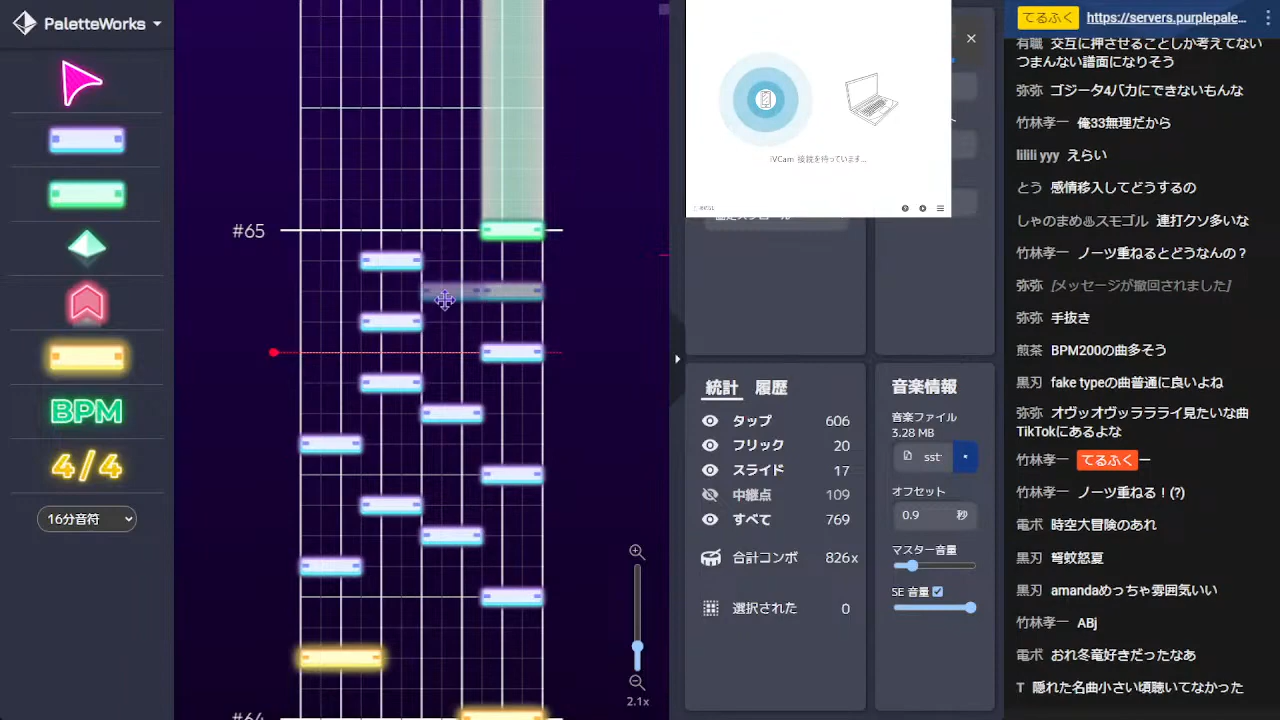 PaletteWorks
BPM
4/4
16分音符
#65
#64
2.1x
iVCam 接続を待っています...
統計 履歴
タップ 606
フリック 20
スライド 17
中継点 109
すべて 769
合計コンボ 826x
選択された 0
音楽情報
音楽ファイル
3.28 MB
sst
オフセット
0.9 秒
マスター音量
SE 音量
てるふく https://servers.purplepale...
有職 交互に押させることしか考えてない
つまんない譜面になりそう
弥弥 ゴジータ4バカにできないもんな
竹林孝一 俺33無理だから
liliili yyy えらい
とう 感情移入してどうするの
しゃのまめ♨スモゴル 連打クソ多いな
竹林孝一 ノーツ重ねるとどうなんの？
弥弥 [メッセージが撤回されました]
弥弥 手抜き
煎茶 BPM200の曲多そう
黒刃 fake typeの曲普通に良いよね
弥弥 オヴッオヴッララライ見たいな曲
TikTokにあるよな
竹林孝一 てるふくー
竹林孝一 ノーツ重ねる！(?)
電ボ 時空大冒険のあれ
黒刃 弩蚊怒夏
黒刃 amandaめっちゃ雰囲気いい
竹林孝一 ABj
電ボ おれ冬竜好きだったなあ
T 隠れた名曲小さい頃聴いてなかった